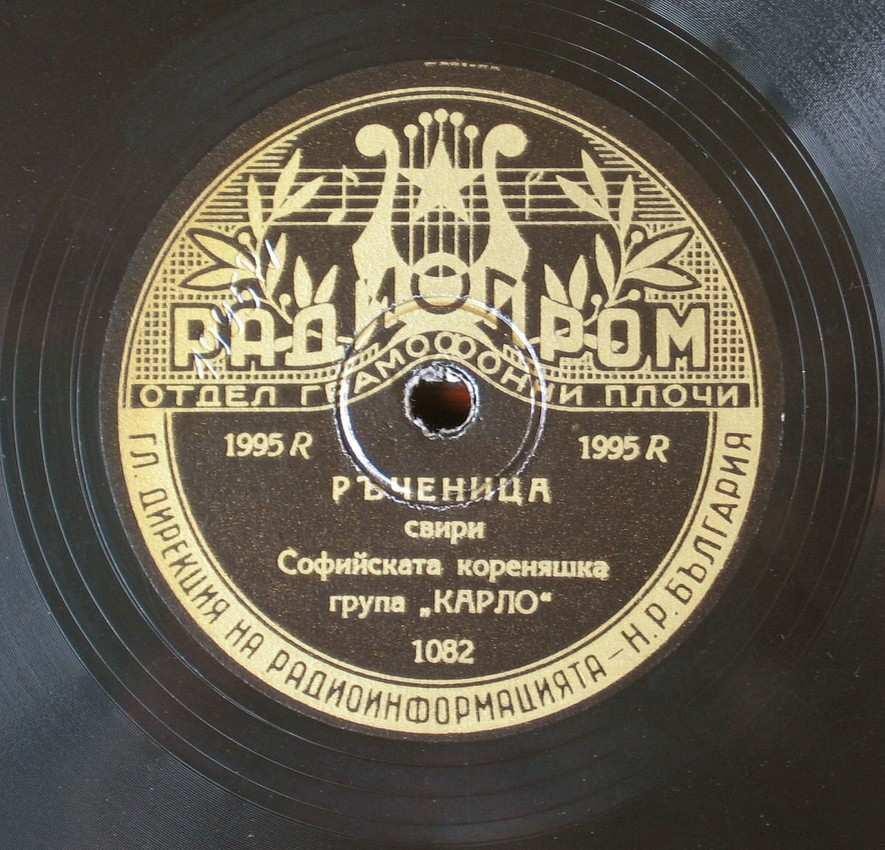 РАДИОПРОМ
ОТДЕЛ ГРАМОФОННИ ПЛОЧИ
1995 R 1995 R
РЪЧЕНИЦА
свири
Софийската кореняшка
група „КАРЛО“
1082
ГЛ. ДИРЕКЦИЯ НА РАДИОИНФОРМАЦИЯТА – Н.Р. БЪЛГАРИЯ